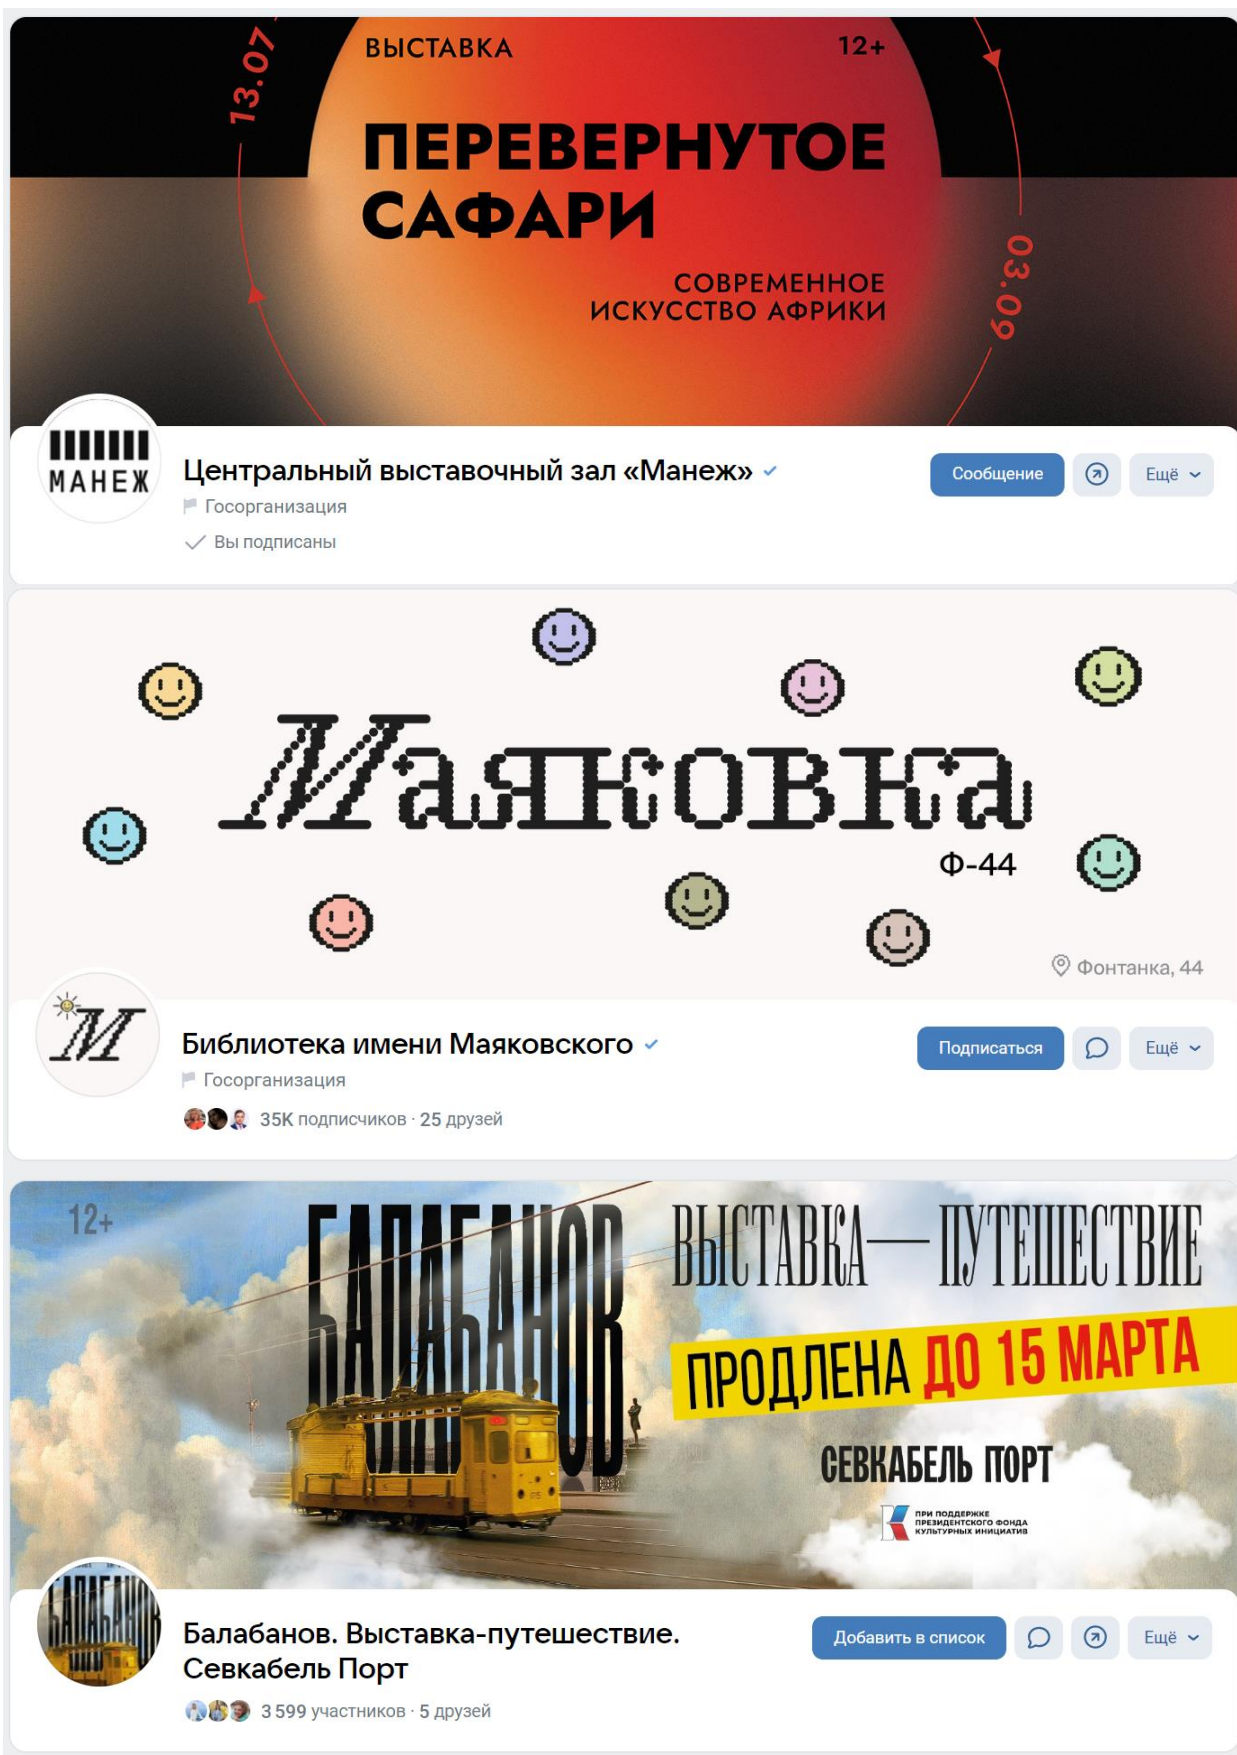 13.07
ВЫСТАВКА
12+
ПЕРЕВЕРНУТОЕ
САФАРИ
СОВРЕМЕННОЕ
ИСКУССТВО АФРИКИ
03.09
МАНЕЖ
Центральный выставочный зал «Манеж»
Госорганизация
Вы подписаны
Сообщение
Ещё
Маяковка
Ф-44
Фонтанка, 44
М
Библиотека имени Маяковского
Госорганизация
35K подписчиков · 25 друзей
Подписаться
Ещё
12+
БАЛАБАНОВ
ВЫСТАВКА—ПУТЕШЕСТВИЕ
ПРОДЛЕНА ДО 15 МАРТА
СЕВКАБЕЛЬ ПОРТ
ПРИ ПОДДЕРЖКЕ
ПРЕЗИДЕНТСКОГО ФОНДА
КУЛЬТУРНЫХ ИНИЦИАТИВ
БАЛАБАНОВ
Балабанов. Выставка-путешествие.
Севкабель Порт
3 599 участников · 5 друзей
Добавить в список
Ещё